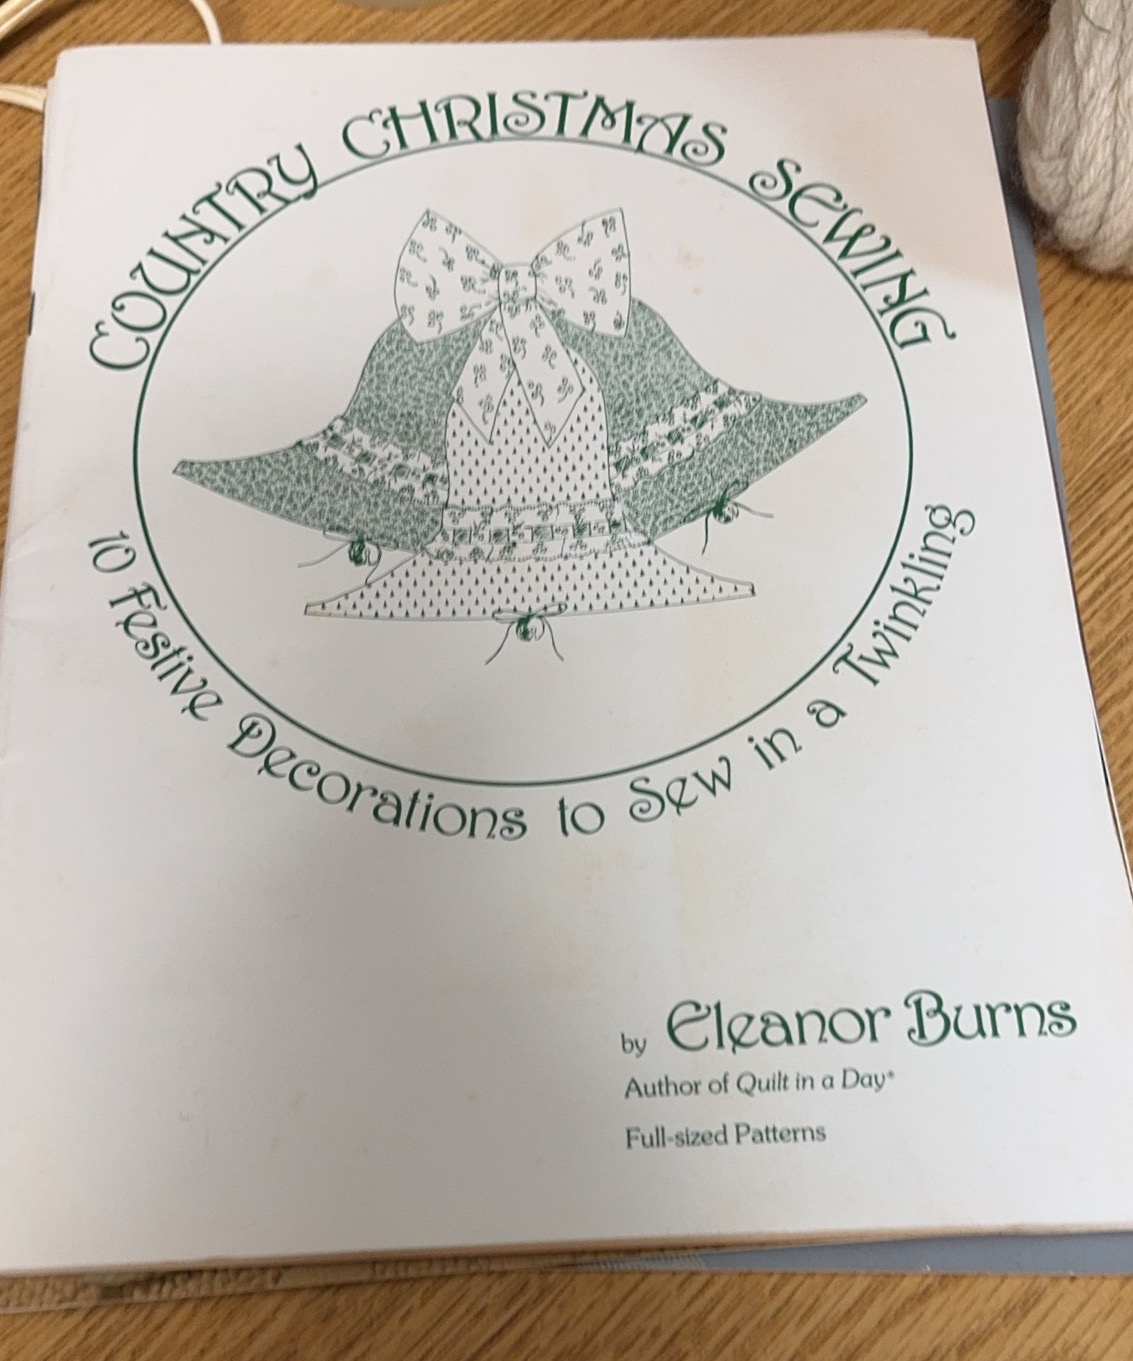 COUNTRY CHRISTMAS SEWING
10 Festive Decorations to Sew in a Twinkling
by Eleanor Burns
Author of Quilt in a Day®
Full-sized Patterns